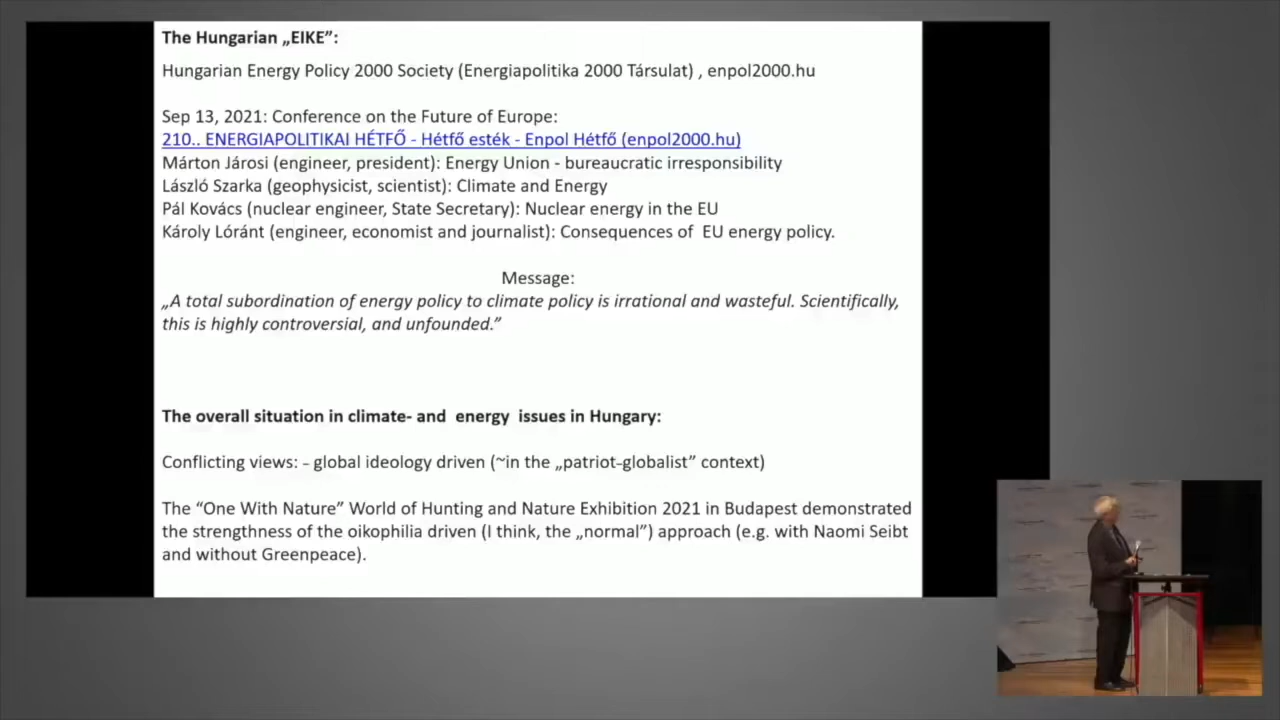 The Hungarian „EIKE”:
Hungarian Energy Policy 2000 Society (Energiapolitika 2000 Társulat) , enpol2000.hu
Sep 13, 2021: Conference on the Future of Europe:
210.. ENERGIAPOLITIKAI HÉTFŐ - Hétfő esték - Enpol Hétfő (enpol2000.hu)
Márton Járosi (engineer, president): Energy Union - bureaucratic irresponsibility
László Szarka (geophysicist, scientist): Climate and Energy
Pál Kovács (nuclear engineer, State Secretary): Nuclear energy in the EU
Károly Lóránt (engineer, economist and journalist): Consequences of  EU energy policy.
Message:
„A total subordination of energy policy to climate policy is irrational and wasteful. Scientifically,
this is highly controversial, and unfounded.”
The overall situation in climate- and  energy  issues in Hungary:
Conflicting views: - global ideology driven (~in the „patriot-globalist” context)
The “One With Nature” World of Hunting and Nature Exhibition 2021 in Budapest demonstrated
the strengthness of the oikophilia driven (I think, the „normal”) approach (e.g. with Naomi Seibt
and without Greenpeace).